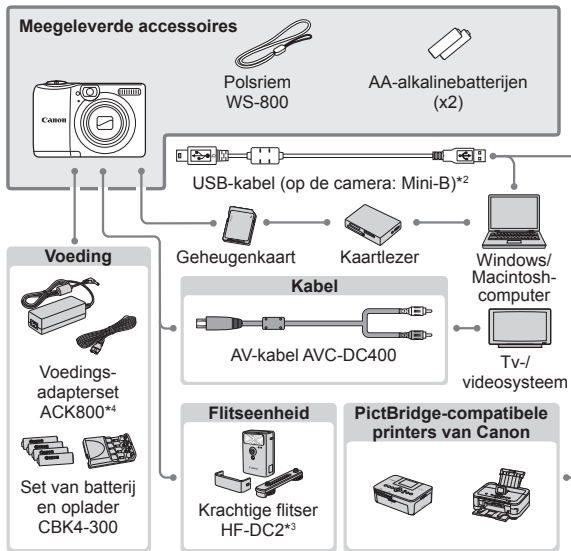 Meegeleverde accessoires
Canon
Polsriem
WS-800
AA-alkalinebatterijen
(x2)
USB-kabel (op de camera: Mini-B)*2
Geheugenkaart
Kaartlezer
Windows/
Macintosh-
computer
Voeding
Voedings-
adapterset
ACK800*4
Set van batterij
en oplader
CBK4-300
Kabel
AV-kabel AVC-DC400
Tv-/
videosysteem
Flitseenheid
Krachtige flitser
HF-DC2*3
PictBridge-compatibele
printers van Canon